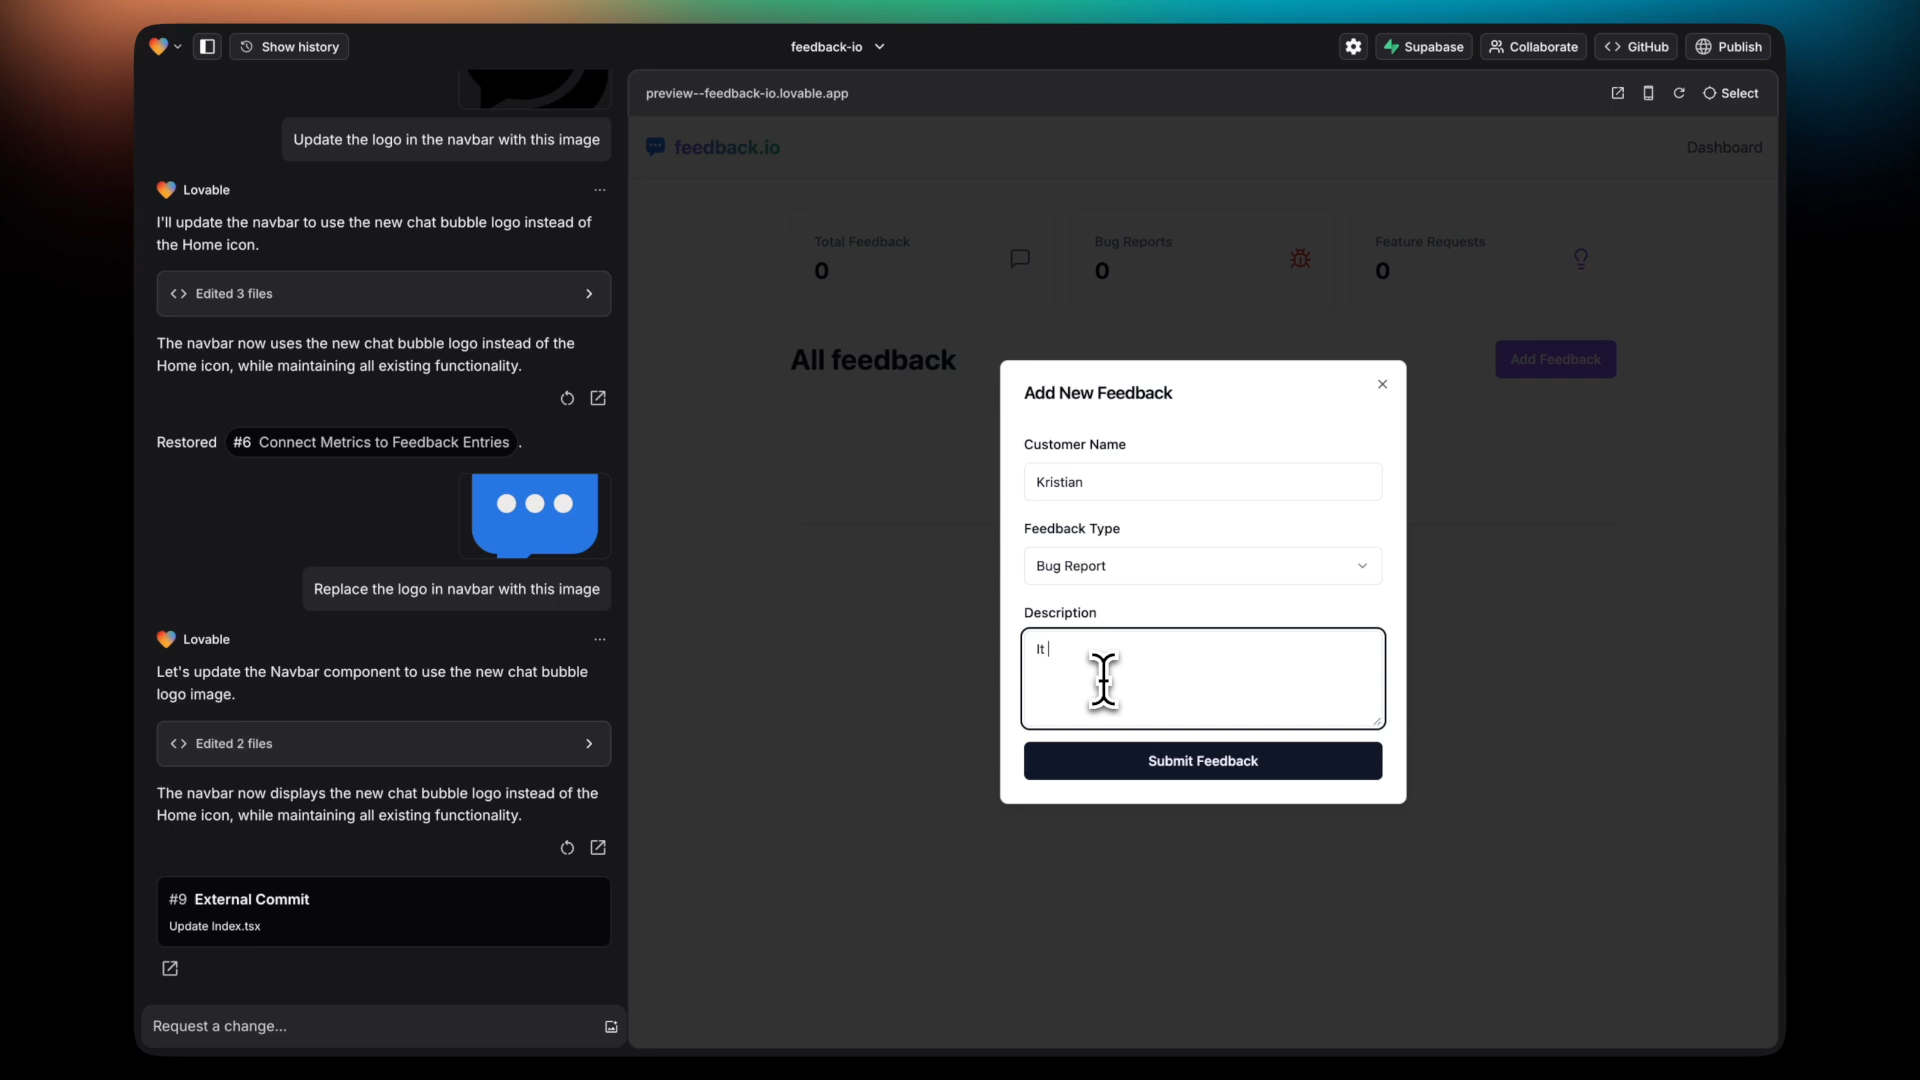 Show history
feedback-io
Supabase
Collaborate
GitHub
Publish
Update the logo in the navbar with this image
Lovable
I'll update the navbar to use the new chat bubble logo instead of
the Home icon.
Edited 3 files
The navbar now uses the new chat bubble logo instead of the
Home icon, while maintaining all existing functionality.
Restored #6 Connect Metrics to Feedback Entries .
Replace the logo in navbar with this image
Lovable
Let's update the Navbar component to use the new chat bubble
logo image.
Edited 2 files
The navbar now displays the new chat bubble logo instead of the
Home icon, while maintaining all existing functionality.
#9 External Commit
Update Index.tsx
Request a change...
preview--feedback-io.lovable.app
Select
feedback.io
Dashboard
Total Feedback
0
Bug Reports
0
Feature Requests
0
All feedback
Add Feedback
Add New Feedback
Customer Name
Kristian
Feedback Type
Bug Report
Description
It
Submit Feedback